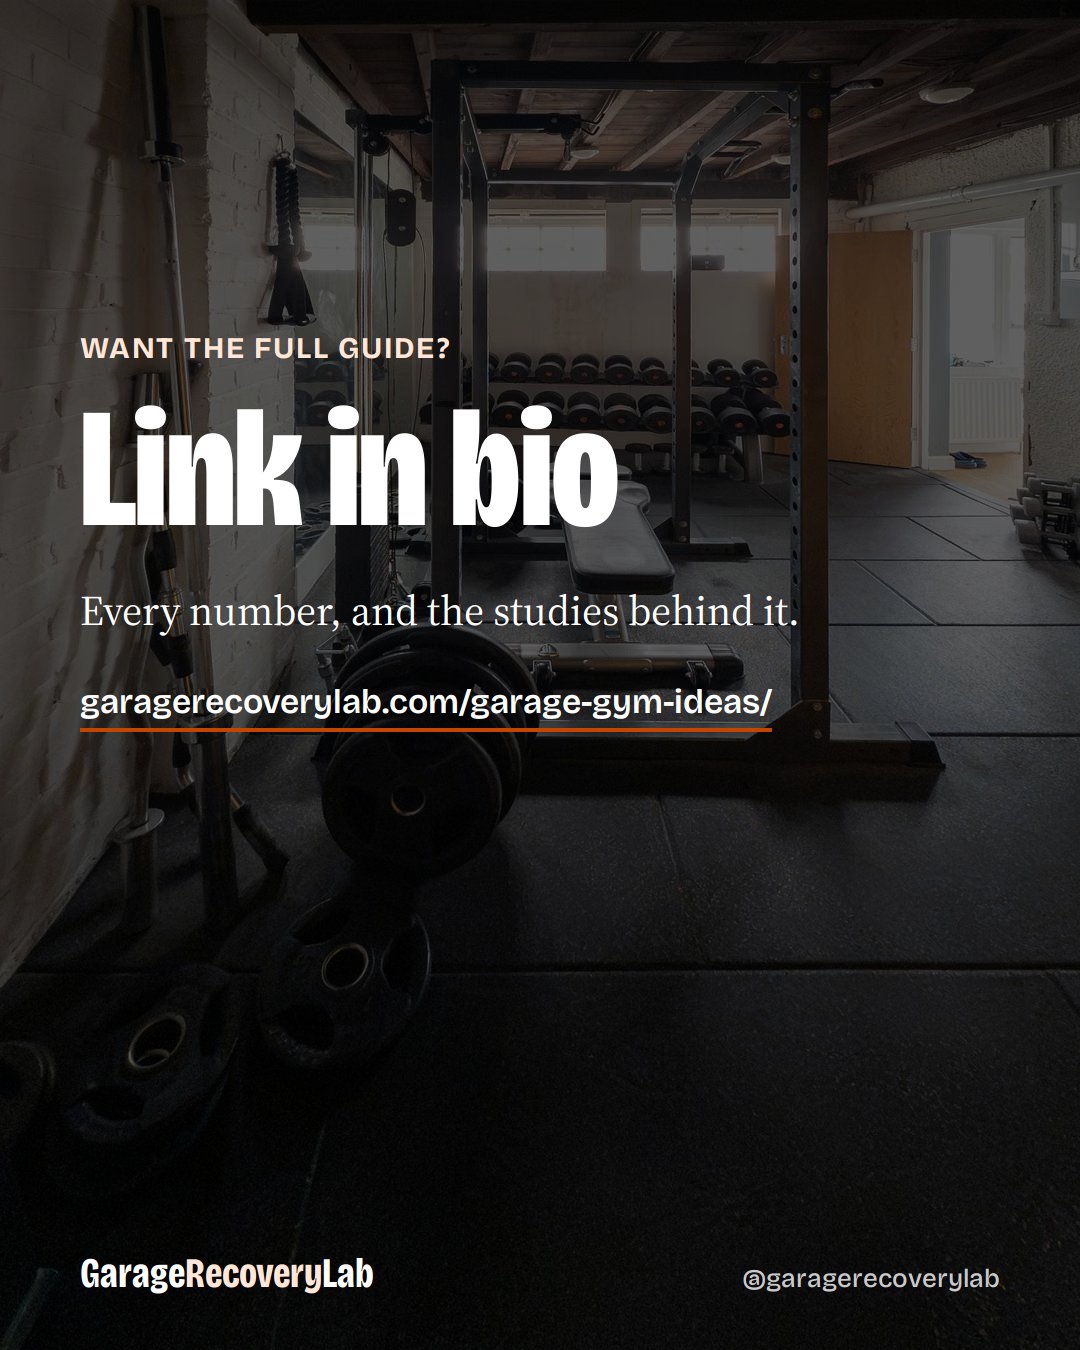 WANT THE FULL GUIDE?
Link in bio
Every number, and the studies behind it.
garagerecoverylab.com/garage-gym-ideas/
GarageRecoveryLab
@garagerecoverylab